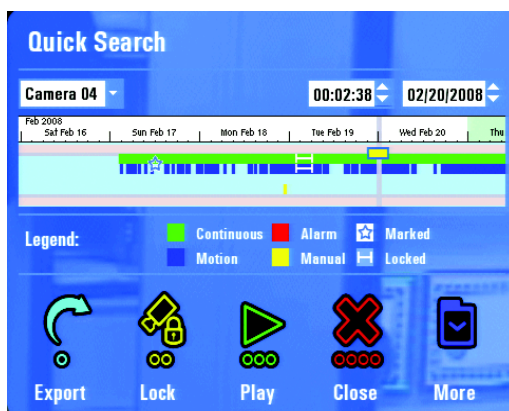 Quick Search
Camera 04 00:02:38 02/20/2008
Feb 2008
Sat Feb 16 Sun Feb 17 Mon Feb 18 Tue Feb 19 Wed Feb 20 Thu
Legend: Continuous Alarm Marked
Motion Manual Locked
Export Lock Play Close More